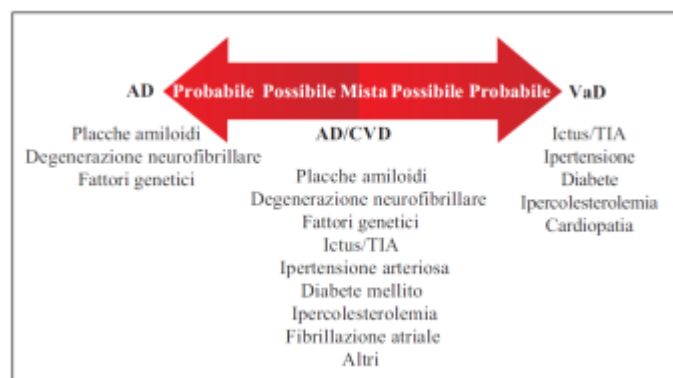 AD Probabile Possibile Mista Possibile Probabile VaD
Placche amiloidi
Degenerazione neurofibrillare
Fattori genetici
AD/CVD
Placche amiloidi
Degenerazione neurofibrillare
Fattori genetici
Ictus/TIA
Ipertensione arteriosa
Diabete mellito
Ipercolesterolemia
Fibrillazione atriale
Altri
Ictus/TIA
Ipertensione
Diabete
Ipercolesterolemia
Cardiopatia